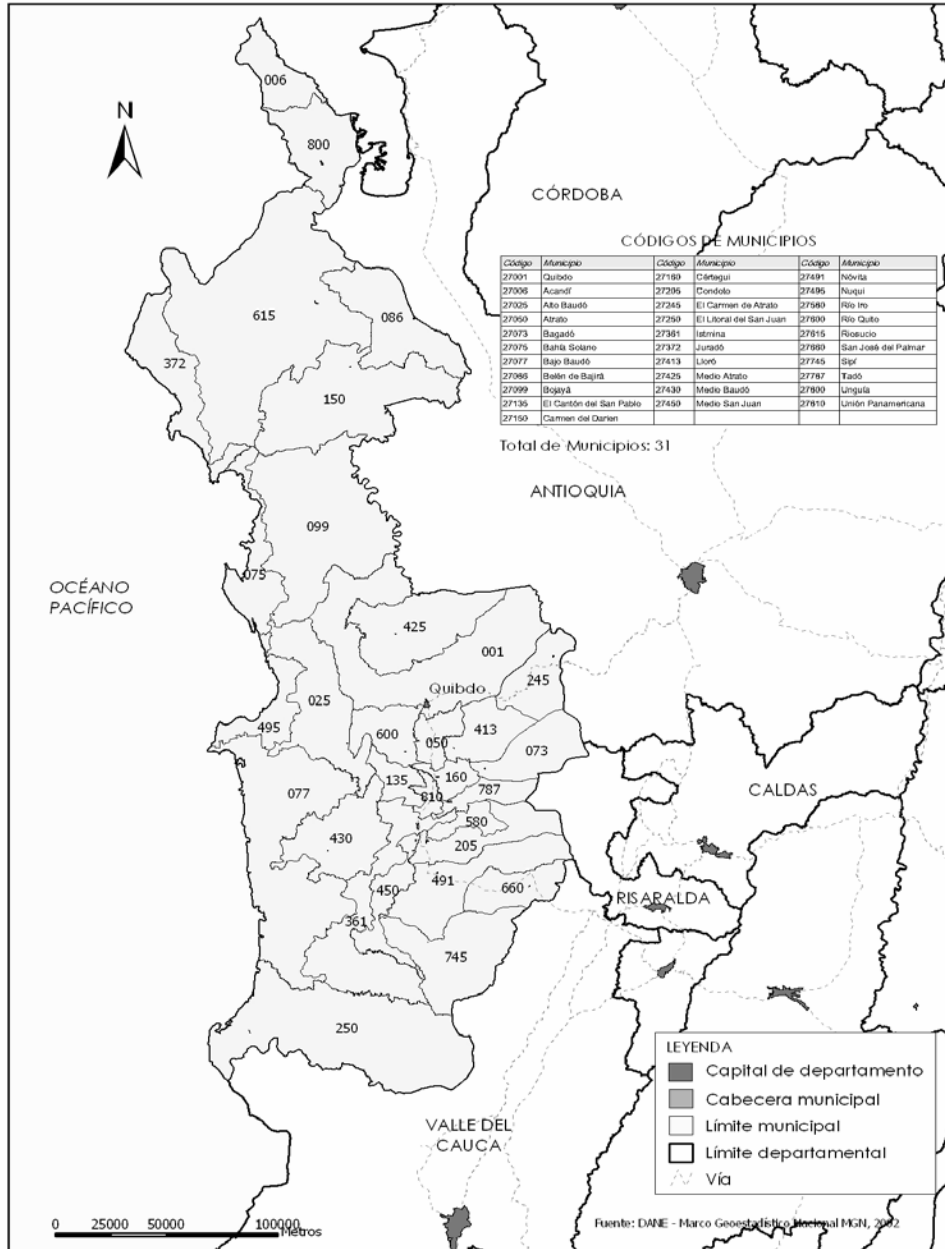 N
006
800
CÓRDOBA
CÓDIGOS DE MUNICIPIOS
Código Municipio Código Municipio Código Municipio
27001 Quibdo 27160 Cértegui 27491 Nóvita
27006 Acandí 27205 Condoto 27495 Nuqui
27025 Alto Baudó 27245 El Carmen de Atrato 27580 Río Iro
27050 Atrato 27250 El Litoral del San Juan 27600 Río Quito
27073 Bagadó 27361 Istmina 27615 Riosucio
27075 Bahía Solano 27372 Juradó 27660 San José del Palmar
27077 Bajo Baudó 27413 Lloró 27745 Sipí
27086 Belén de Bajirá 27425 Medio Atrato 27787 Tadó
27099 Bojayá 27430 Medio Baudó 27800 Unguía
27135 El Cantón del San Pablo 27450 Medio San Juan 27810 Unión Panamericana
27150 Carmen del Darien
Total de Municipios: 31
615
086
372
150
ANTIOQUIA
099
075
OCÉANO
PACÍFICO
425
001
245
Quibdo
025
495
600
050
413
073
135
160
787
077
810
CALDAS
580
430
205
450
491
660
RISARALDA
361
745
250
VALLE DEL
CAUCA
LEYENDA
Capital de departamento
Cabecera municipal
Límite municipal
Límite departamental
Vía
0 25000 50000 100000
Metros
Fuente: DANE - Marco Geoestadístico Nacional MGN, 2002